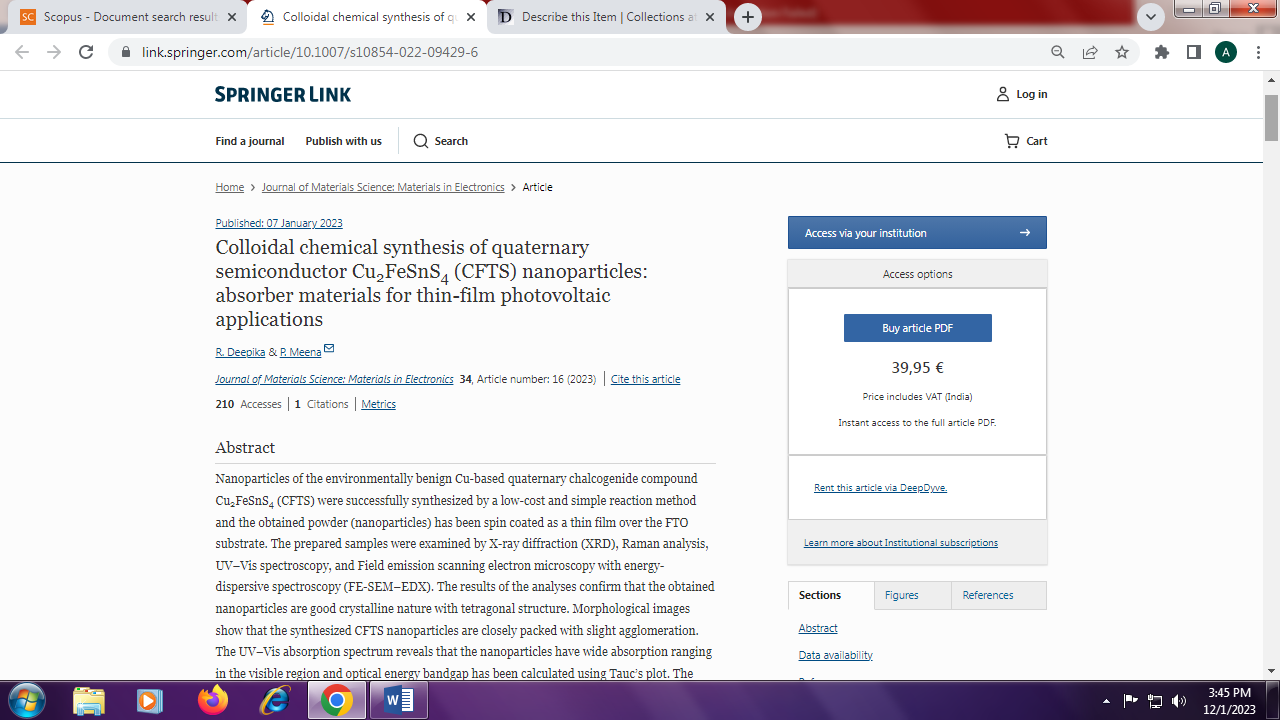 SC Scopus - Document search result
Colloidal chemical synthesis of qu
Describe this Item | Collections a
link.springer.com/article/10.1007/s10854-022-09429-6
A
SPRINGER LINK
Log in
Find a journal Publish with us Search
Cart
Home > Journal of Materials Science: Materials in Electronics > Article
Published: 07 January 2023
Colloidal chemical synthesis of quaternary
semiconductor Cu₂FeSnS₄ (CFTS) nanoparticles:
absorber materials for thin-film photovoltaic
applications
R. Deepika & P. Meena
Journal of Materials Science: Materials in Electronics 34, Article number: 16 (2023) | Cite this article
210 Accesses | 1 Citations | Metrics
Abstract
Nanoparticles of the environmentally benign Cu-based quaternary chalcogenide compound
Cu₂FeSnS₄ (CFTS) were successfully synthesized by a low-cost and simple reaction method
and the obtained powder (nanoparticles) has been spin coated as a thin film over the FTO
substrate. The prepared samples were examined by X-ray diffraction (XRD), Raman analysis,
UV–Vis spectroscopy, and Field emission scanning electron microscopy with energy-
dispersive spectroscopy (FE-SEM–EDX). The results of the analyses confirm that the obtained
nanoparticles are good crystalline nature with tetragonal structure. Morphological images
show that the synthesized CFTS nanoparticles are closely packed with slight agglomeration.
The UV–Vis absorption spectrum reveals that the nanoparticles have wide absorption ranging
in the visible region and optical energy bandgap has been calculated using Tauc's plot. The
Access via your institution →
Access options
Buy article PDF
39,95 €
Price includes VAT (India)
Instant access to the full article PDF.
Rent this article via DeepDyve.
Learn more about Institutional subscriptions
Sections Figures References
Abstract
Data availability
W
3:45 PM
12/1/2023